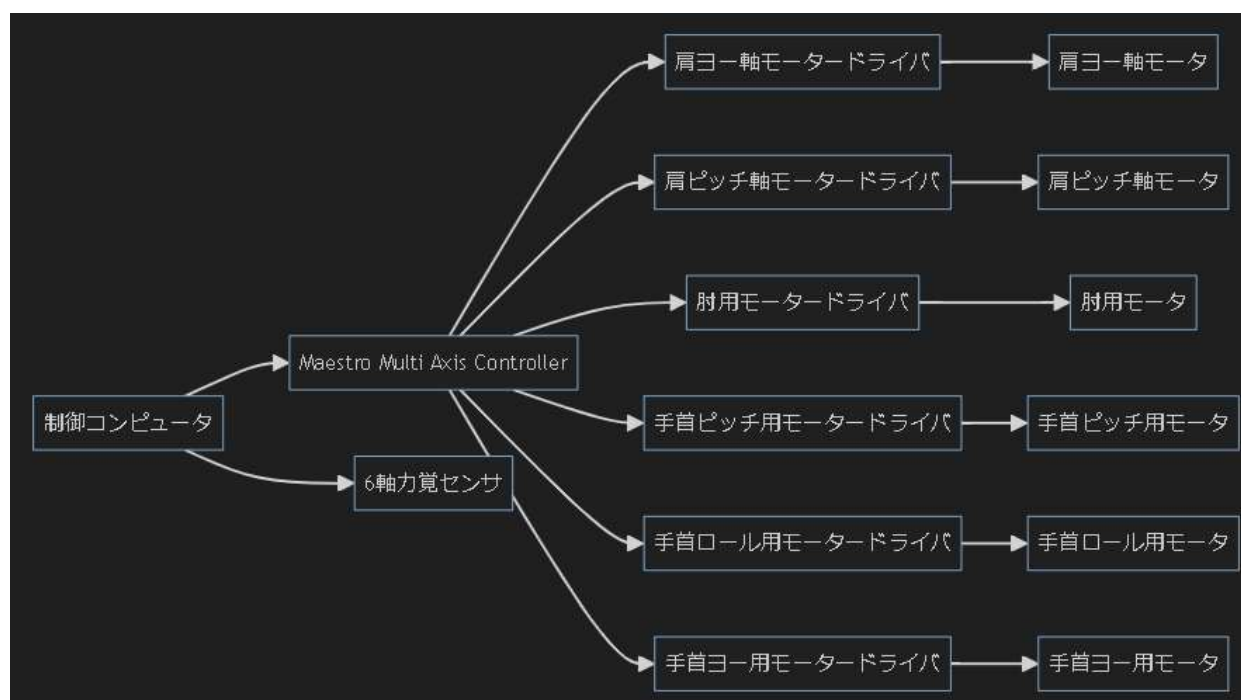 肩ヨー軸モータードライバ
肩ヨー軸モータ
肩ピッチ軸モータードライバ
肩ピッチ軸モータ
肘用モータードライバ
肘用モータ
Maestro Multi Axis Controller
制御コンピュータ
手首ピッチ用モータードライバ
手首ピッチ用モータ
6軸力覚センサ
手首ロール用モータードライバ
手首ロール用モータ
手首ヨー用モータードライバ
手首ヨー用モータ